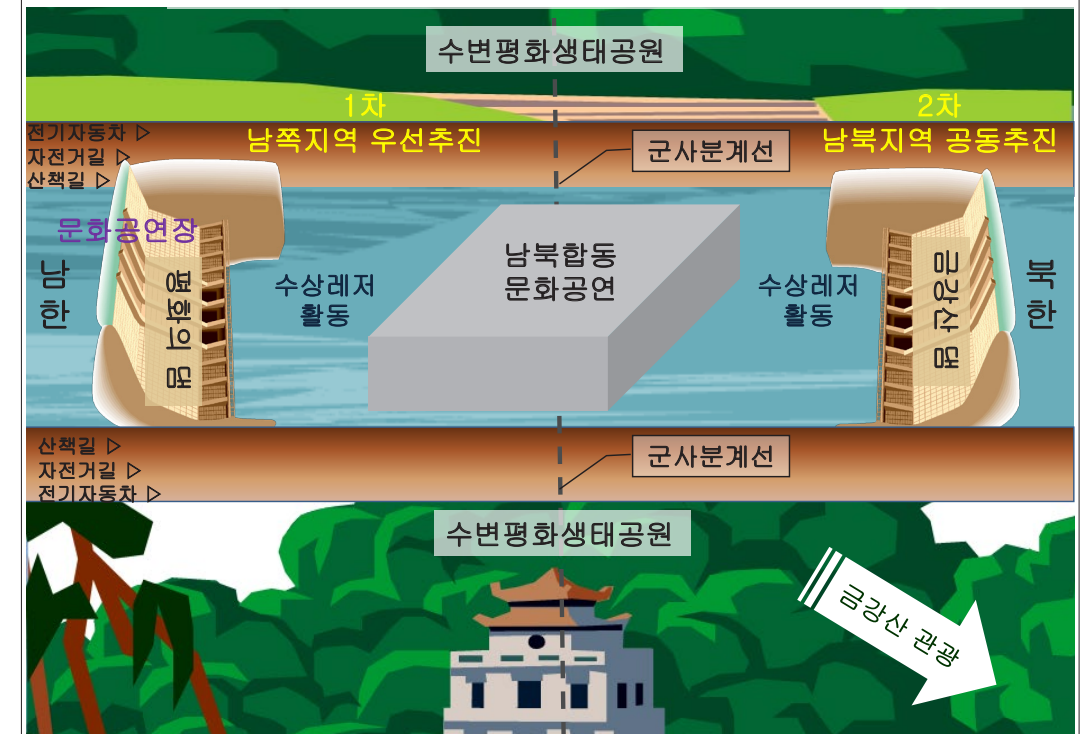 수변평화생태공원
1차
남쪽지역 우선추진
2차
남북지역 공동추진
전기자동차 ▷
자전거길 ▷
산책길 ▷
군사분계선
문화공연장
남한
평화의 댐
수상레저
활동
남북합동
문화공연
수상레저
활동
금강산 댐
북한
산책길 ▷
자전거길 ▷
전기자동차 ▷
군사분계선
수변평화생태공원
금강산 관광